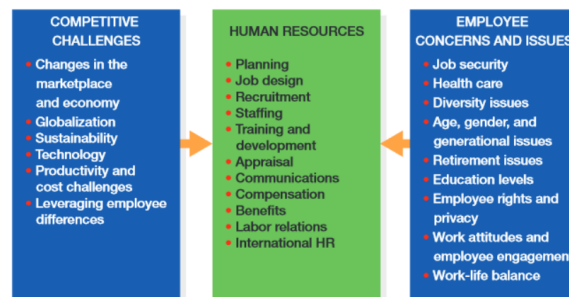 COMPETITIVE
CHALLENGES
• Changes in the
marketplace
and economy
• Globalization
• Sustainability
• Technology
• Productivity and
cost challenges
• Leveraging employee
differences
HUMAN RESOURCES
• Planning
• Job design
• Recruitment
• Staffing
• Training and
development
• Appraisal
• Communications
• Compensation
• Benefits
• Labor relations
• International HR
EMPLOYEE
CONCERNS AND ISSUES
• Job security
• Health care
• Diversity issues
• Age, gender, and
generational issues
• Retirement issues
• Education levels
• Employee rights and
privacy
• Work attitudes and
employee engagemen
• Work-life balance